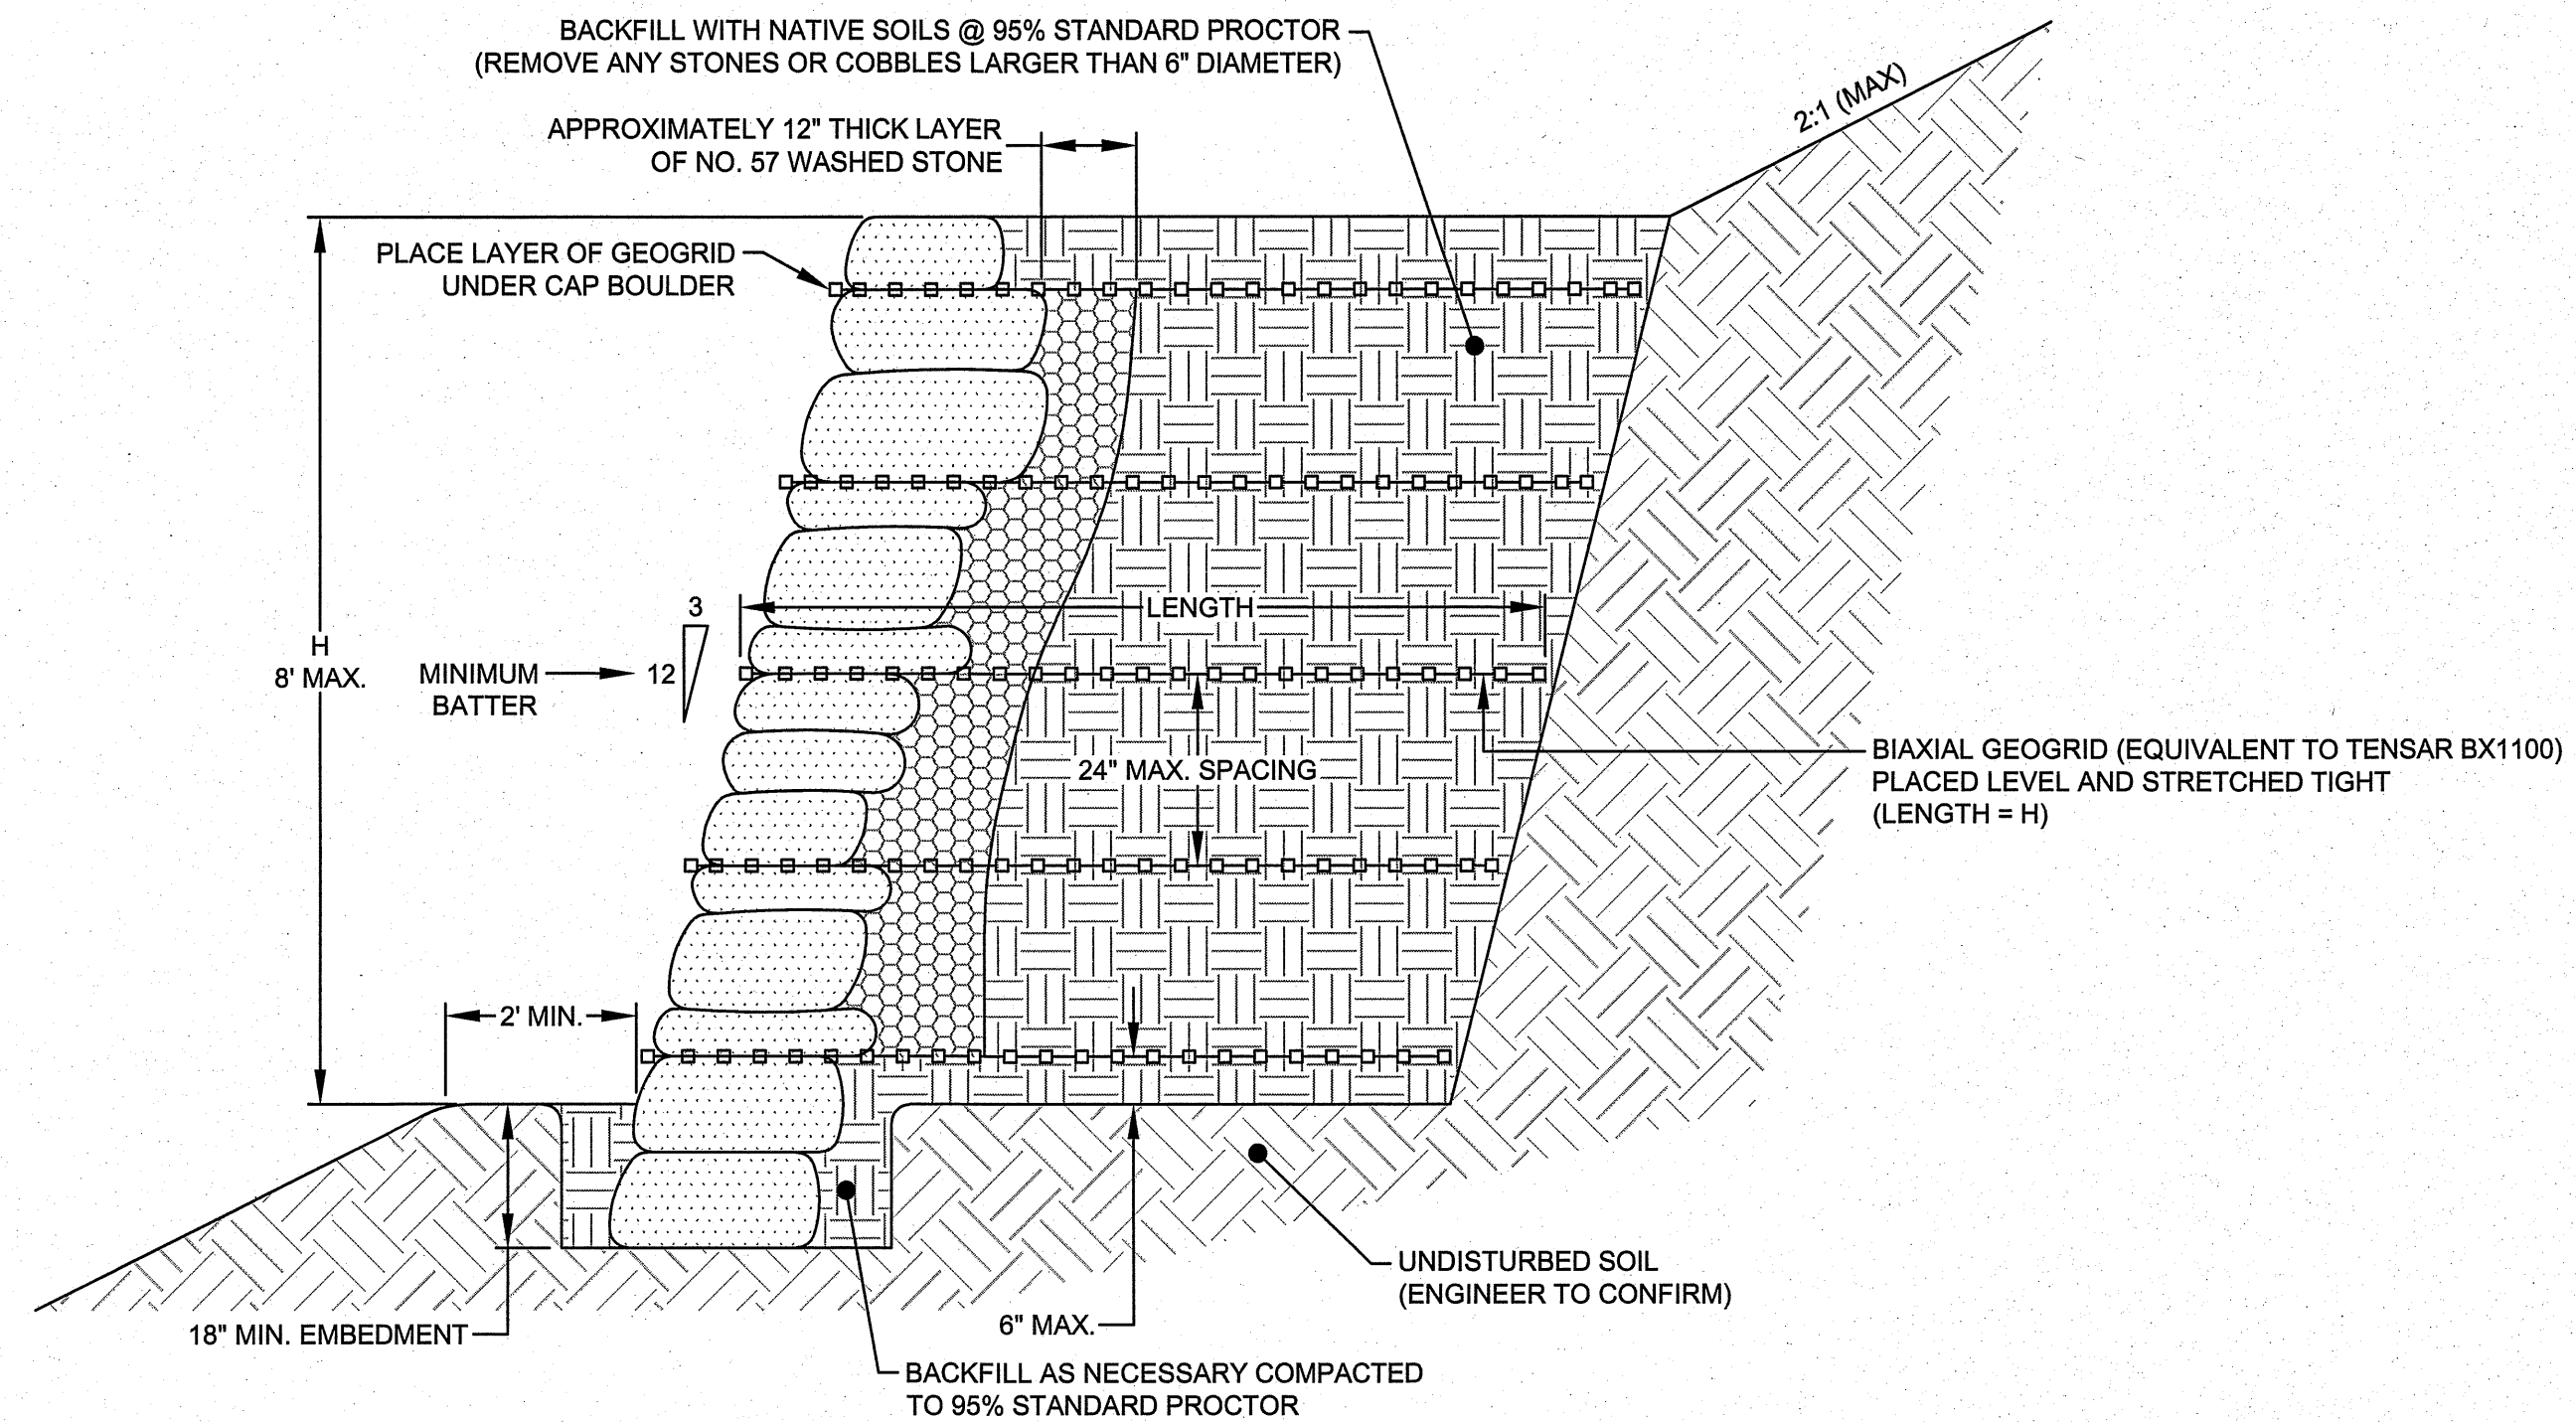 BACKFILL WITH NATIVE SOILS @ 95% STANDARD PROCTOR
(REMOVE ANY STONES OR COBBLES LARGER THAN 6" DIAMETER)
2:1 (MAX)
APPROXIMATELY 12" THICK LAYER
OF NO. 57 WASHED STONE
PLACE LAYER OF GEOGRID
UNDER CAP BOULDER
3
LENGTH
H
8' MAX.
MINIMUM
BATTER
12
BIAXIAL GEOGRID (EQUIVALENT TO TENSAR BX1100)
PLACED LEVEL AND STRETCHED TIGHT
(LENGTH = H)
24" MAX. SPACING
2' MIN.
UNDISTURBED SOIL
(ENGINEER TO CONFIRM)
18" MIN. EMBEDMENT
6" MAX.
BACKFILL AS NECESSARY COMPACTED
TO 95% STANDARD PROCTOR